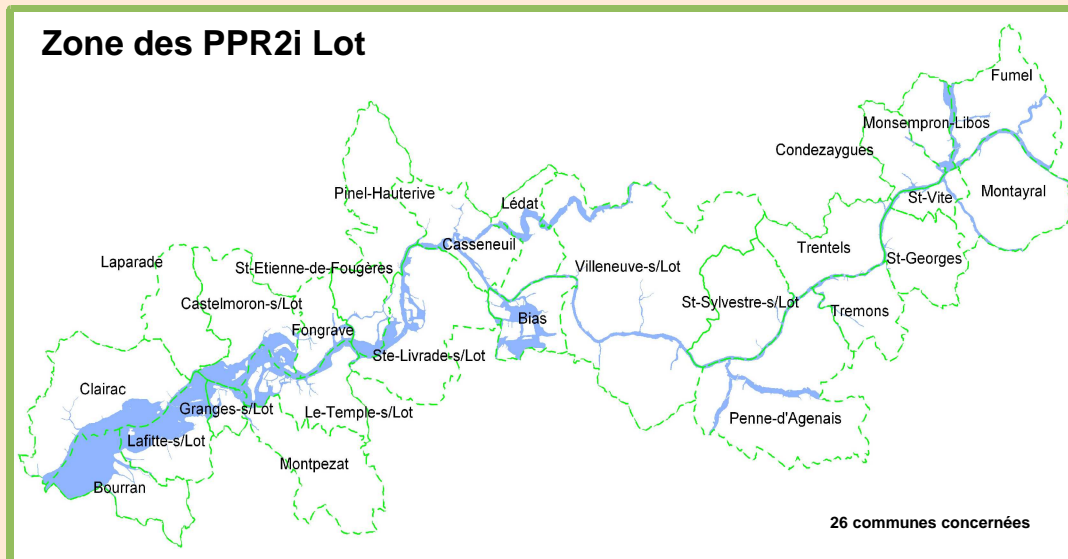 Zone des PPR2i Lot
Fumel
Monsempron-Libos
Condezaygues
Pinel-Hauterive
Lédat
St-Vite
Montayral
Casseneuil
Trentels
St-Georges
Laparade
St-Etienne-de-Fougères
Villeneuve-s/Lot
Castelmoron-s/Lot
St-Sylvestre-s/Lot
Tremons
Bias
Fongrave
Ste-Livrade-s/Lot
Clairac
Granges-s/Lot
Le-Temple-s/Lot
Penne-d'Agenais
Lafitte-s/Lot
Montpezat
Bourran
26 communes concernées